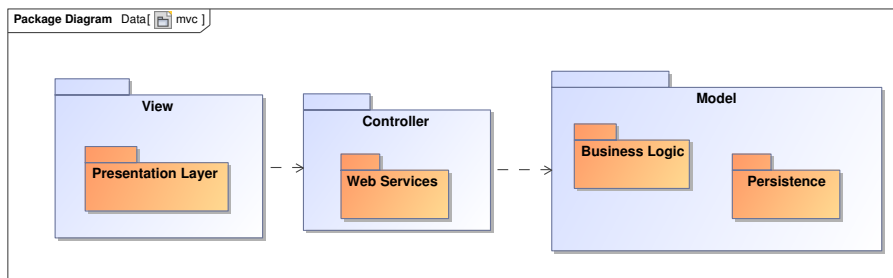 Package Diagram Data[ mvc ]
View
Presentation Layer
Controller
Web Services
Model
Business Logic
Persistence